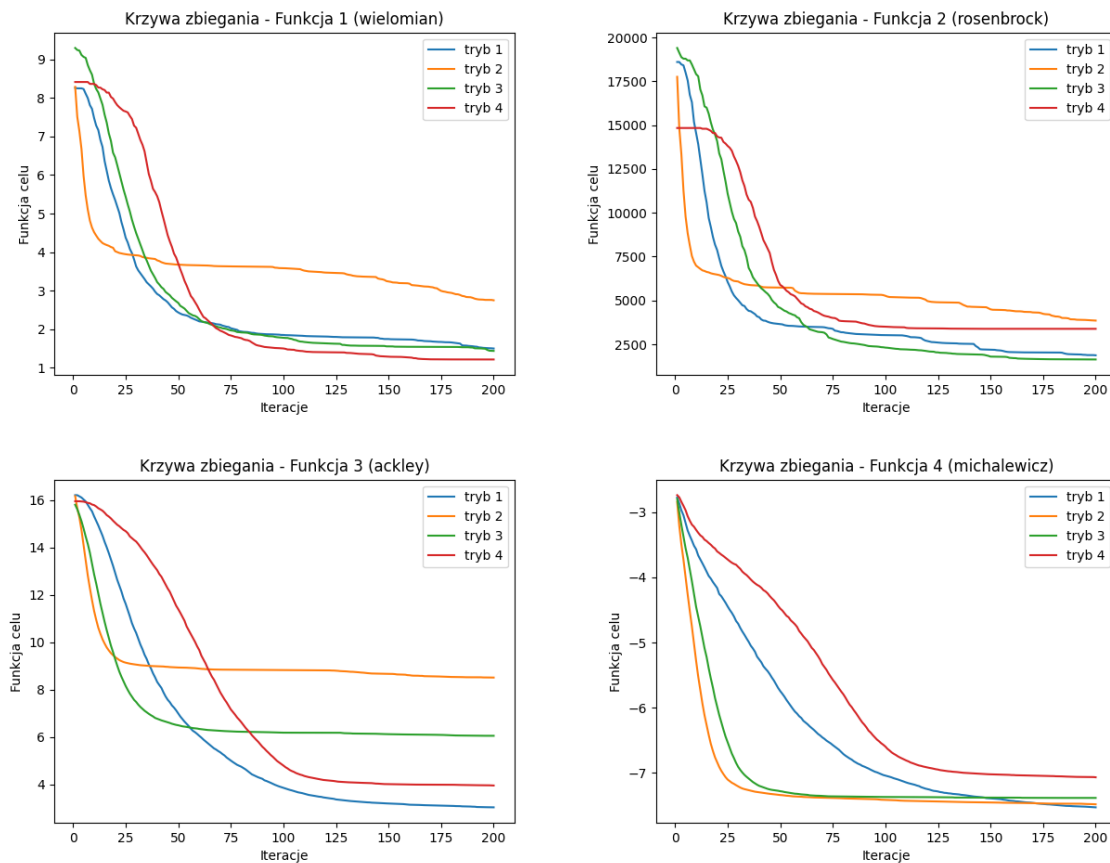 Krzywa zbiegania - Funkcja 1 (wielomian)
Funkcja celu
9
8
7
6
5
4
3
2
1
0 25 50 75 100 125 150 175 200
Iteracje
tryb 1
tryb 2
tryb 3
tryb 4
Krzywa zbiegania - Funkcja 2 (rosenbrock)
Funkcja celu
20000
17500
15000
12500
10000
7500
5000
2500
0 25 50 75 100 125 150 175 200
Iteracje
tryb 1
tryb 2
tryb 3
tryb 4
Krzywa zbiegania - Funkcja 3 (ackley)
Funkcja celu
16
14
12
10
8
6
4
0 25 50 75 100 125 150 175 200
Iteracje
tryb 1
tryb 2
tryb 3
tryb 4
Krzywa zbiegania - Funkcja 4 (michalewicz)
Funkcja celu
−3
−4
−5
−6
−7
0 25 50 75 100 125 150 175 200
Iteracje
tryb 1
tryb 2
tryb 3
tryb 4